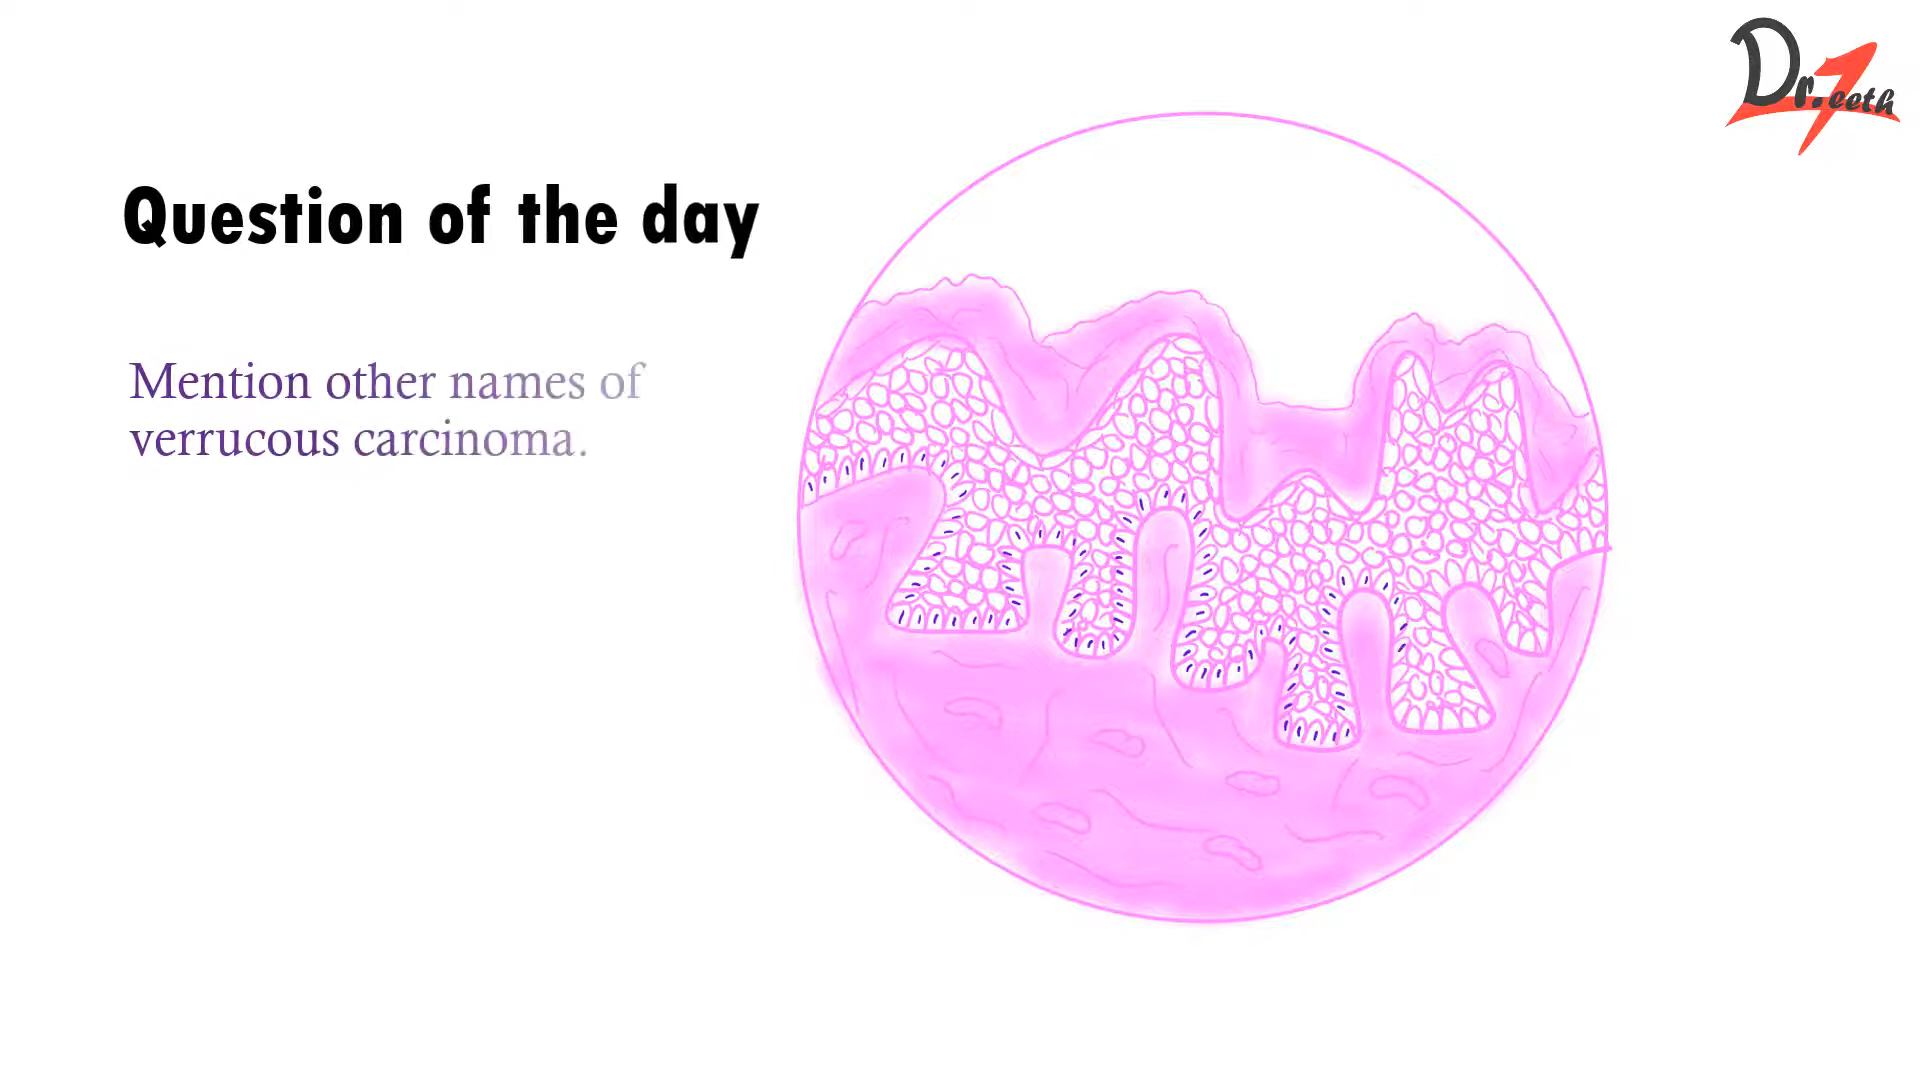 Dr. Teeth
Question of the day
Mention other names of
verrucous carcinoma.